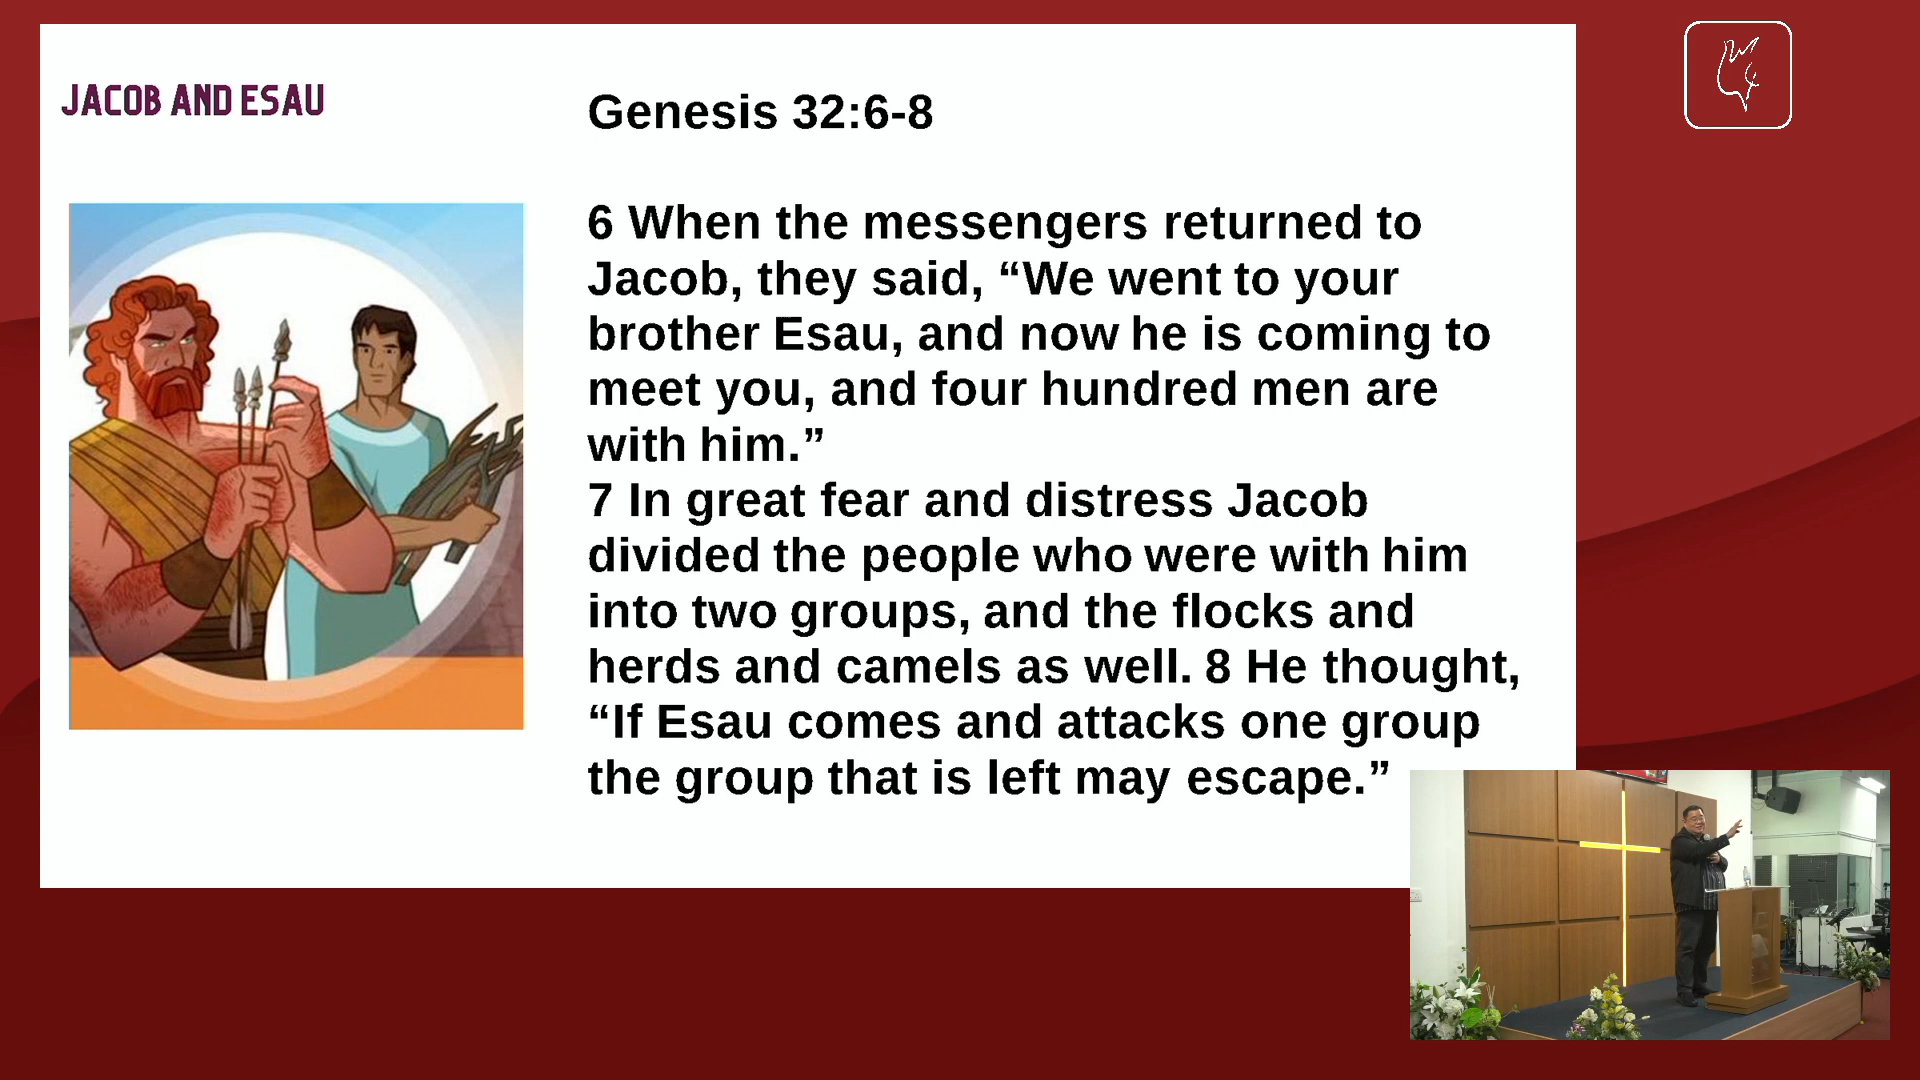 JACOB AND ESAU
Genesis 32:6-8
6 When the messengers returned to
Jacob, they said, “We went to your
brother Esau, and now he is coming to
meet you, and four hundred men are
with him.”
7 In great fear and distress Jacob
divided the people who were with him
into two groups, and the flocks and
herds and camels as well. 8 He thought,
“If Esau comes and attacks one group
the group that is left may escape.”